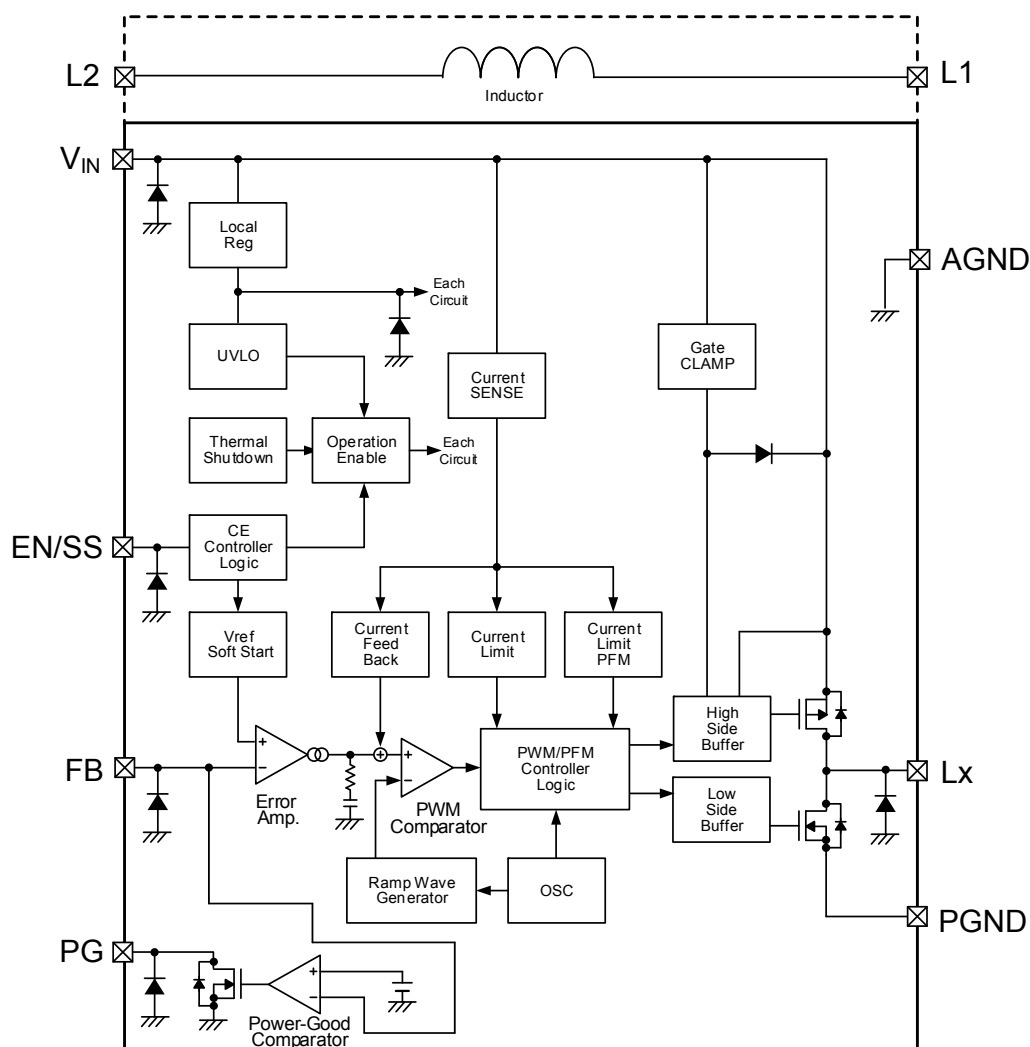 L2
L1
Inductor
VIN
Local
Reg
AGND
Each
Circuit
UVLO
Current
SENSE
Gate
CLAMP
Thermal
Shutdown
Operation
Enable
Each
Circuit
EN/SS
CE
Controller
Logic
Vref
Soft Start
Current
Feed
Back
Current
Limit
Current
Limit
PFM
High
Side
Buffer
FB
+
−
Error
Amp.
+
+
−
PWM
Comparator
PWM/PFM
Controller
Logic
Low
Side
Buffer
Lx
Ramp Wave
Generator
OSC
PGND
PG
+
−
Power-Good
Comparator